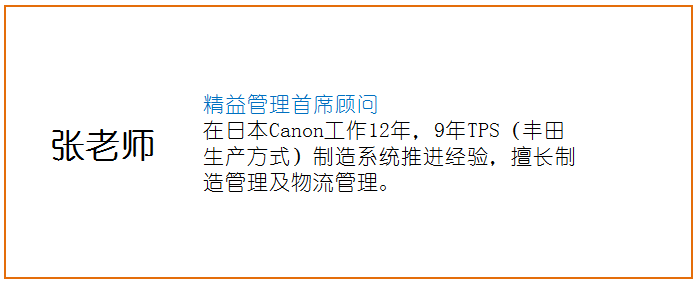 张老师
精益管理首席顾问
在日本Canon工作12年，9年TPS（丰田
生产方式）制造系统推进经验，擅长制
造管理及物流管理。